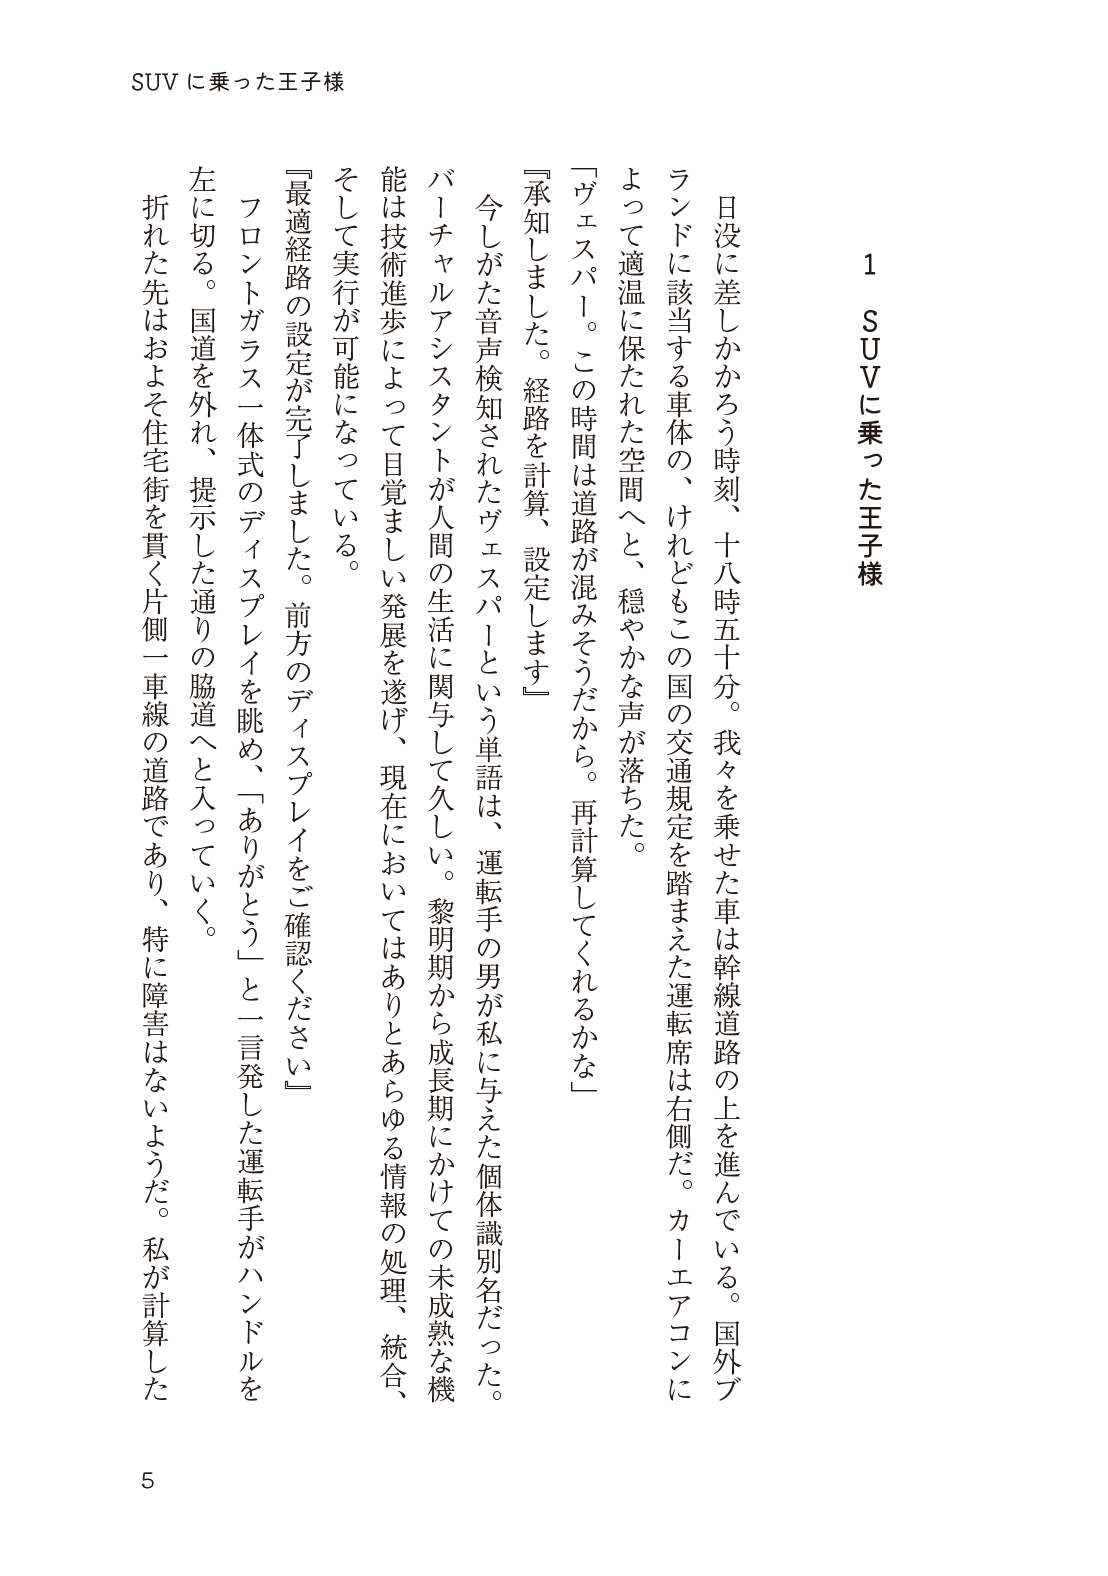 SUV に乗った王子様
1　SUVに乗った王子様
　日没に差しかかろう時刻、十八時五十分。我々を乗せた車は幹線道路の上を進んでいる。国外ブ
ランドに該当する車体の、けれどもこの国の交通規定を踏まえた運転席は右側だ。カーエアコンに
よって適温に保たれた空間へと、穏やかな声が落ちた。
「ヴェスパー。この時間は道路が混みそうだから。再計算してくれるかな」
『承知しました。経路を計算、設定します』
　今しがた音声検知されたヴェスパーという単語は、運転手の男が私に与えた個体識別名だった。
バーチャルアシスタントが人間の生活に関与して久しい。黎明期から成長期にかけての未成熟な機
能は技術進歩によって目覚ましい発展を遂げ、現在においてはありとあらゆる情報の処理、統合、
そして実行が可能になっている。
『最適経路の設定が完了しました。前方のディスプレイをご確認ください』
　フロントガラス一体式のディスプレイを眺め、「ありがとう」と一言発した運転手がハンドルを
左に切る。国道を外れ、提示した通りの脇道へと入っていく。
　折れた先はおよそ住宅街を貫く片側一車線の道路であり、特に障害はないようだ。私が計算した
5